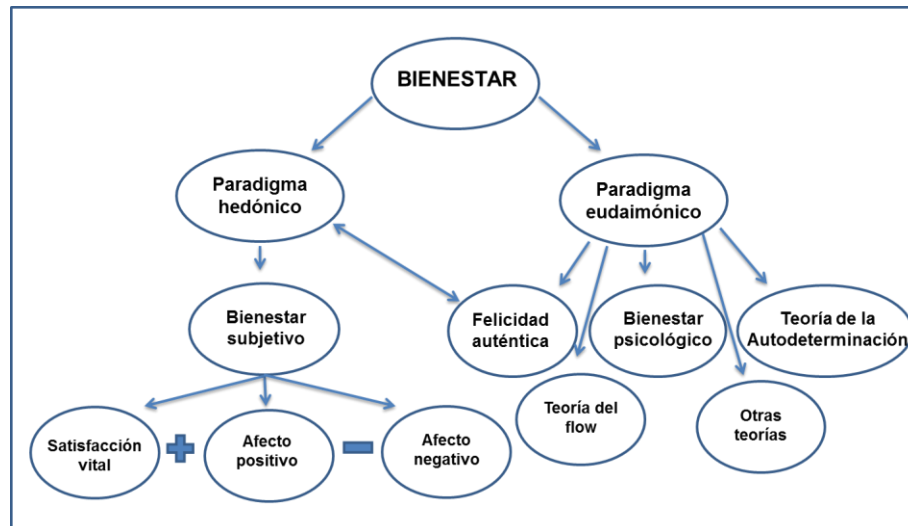 BIENESTAR
Paradigma
hedónico
Paradigma
eudaimónico
Bienestar
subjetivo
Felicidad
auténtica
Bienestar
psicológico
Teoría de la
Autodeterminación
Teoría del
flow
Otras
teorías
Satisfacción
vital
+
Afecto
positivo
-
Afecto
negativo